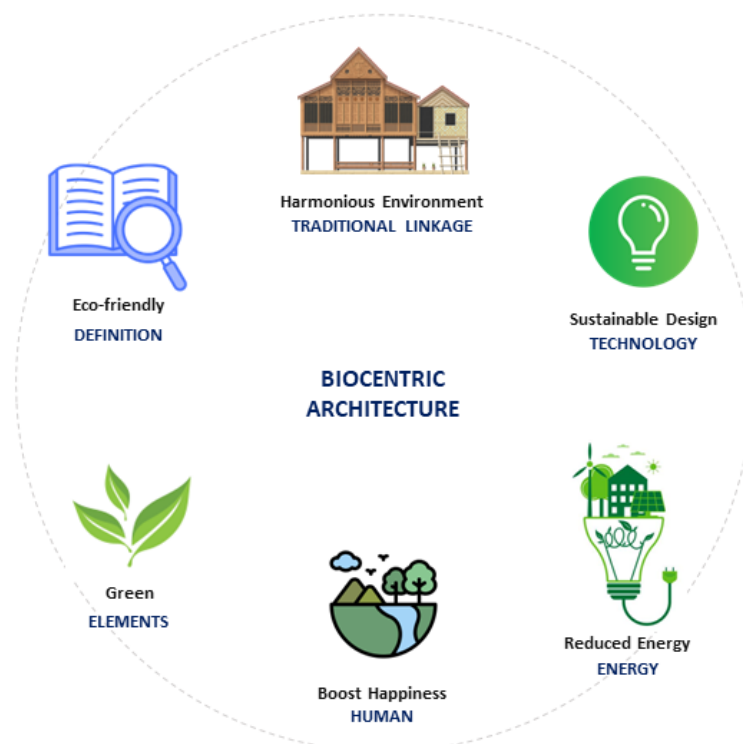 Harmonious Environment
TRADITIONAL LINKAGE
Eco-friendly
DEFINITION
Sustainable Design
TECHNOLOGY
BIOCENTRIC
ARCHITECTURE
Green
ELEMENTS
Reduced Energy
ENERGY
Boost Happiness
HUMAN